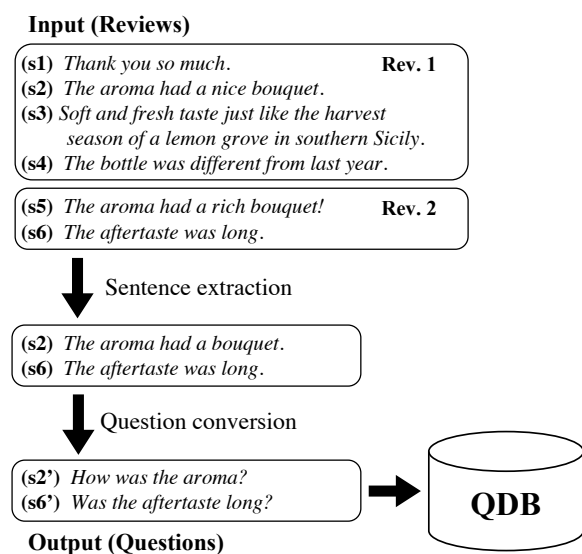 Input (Reviews)
(s1) Thank you so much. Rev. 1
(s2) The aroma had a nice bouquet.
(s3) Soft and fresh taste just like the harvest
season of a lemon grove in southern Sicily.
(s4) The bottle was different from last year.
(s5) The aroma had a rich bouquet! Rev. 2
(s6) The aftertaste was long.
Sentence extraction
(s2) The aroma had a bouquet.
(s6) The aftertaste was long.
Question conversion
(s2’) How was the aroma?
(s6’) Was the aftertaste long?
QDB
Output (Questions)